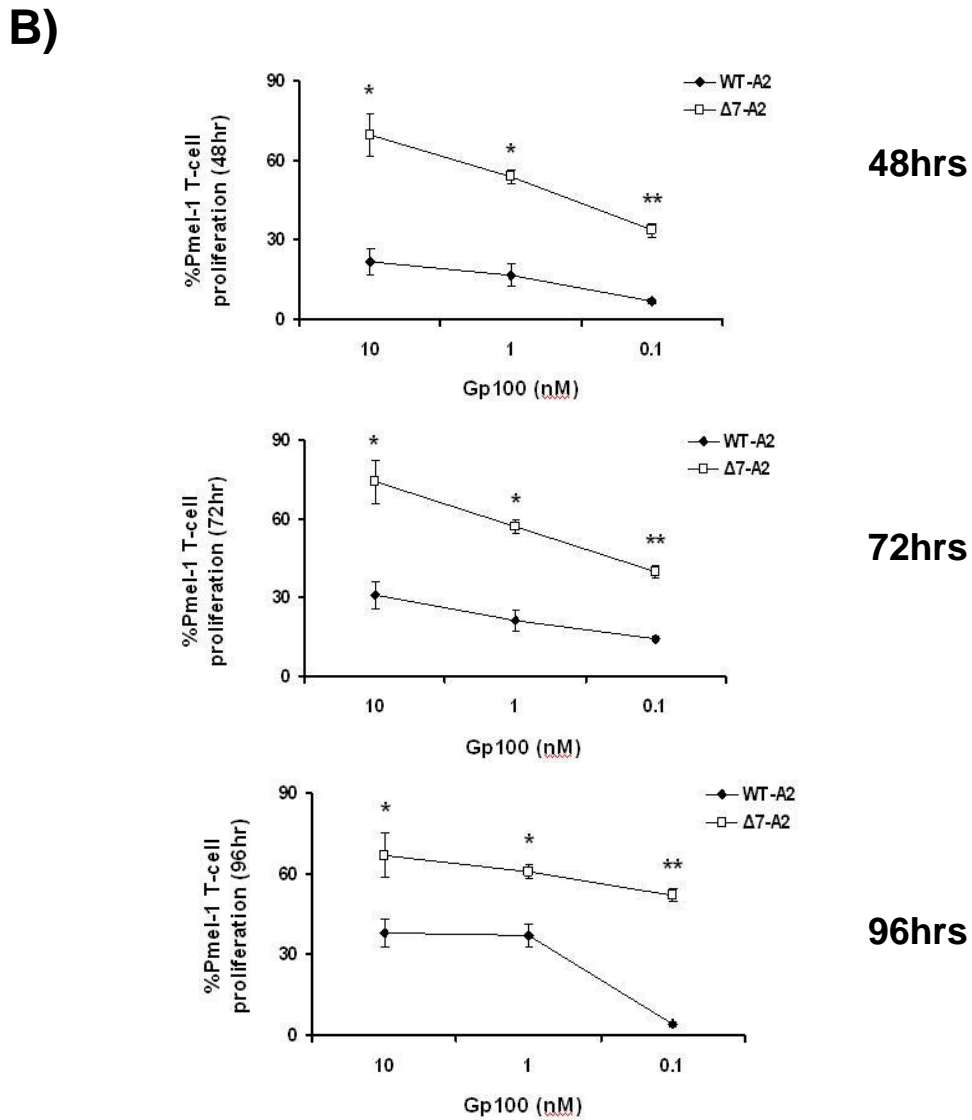 B)
90
60
30
0
%Pmel-1 T-cell
proliferation (48hr)
*
*
**
WT-A2
Δ7-A2
10 1 0.1
Gp100 (nM)
48hrs
90
60
30
0
%Pmel-1 T-cell
proliferation (72hr)
*
*
**
WT-A2
Δ7-A2
10 1 0.1
Gp100 (nM)
72hrs
90
60
30
0
%Pmel-1 T-cell
proliferation (96hr)
*
*
**
WT-A2
Δ7-A2
10 1 0.1
Gp100 (nM)
96hrs